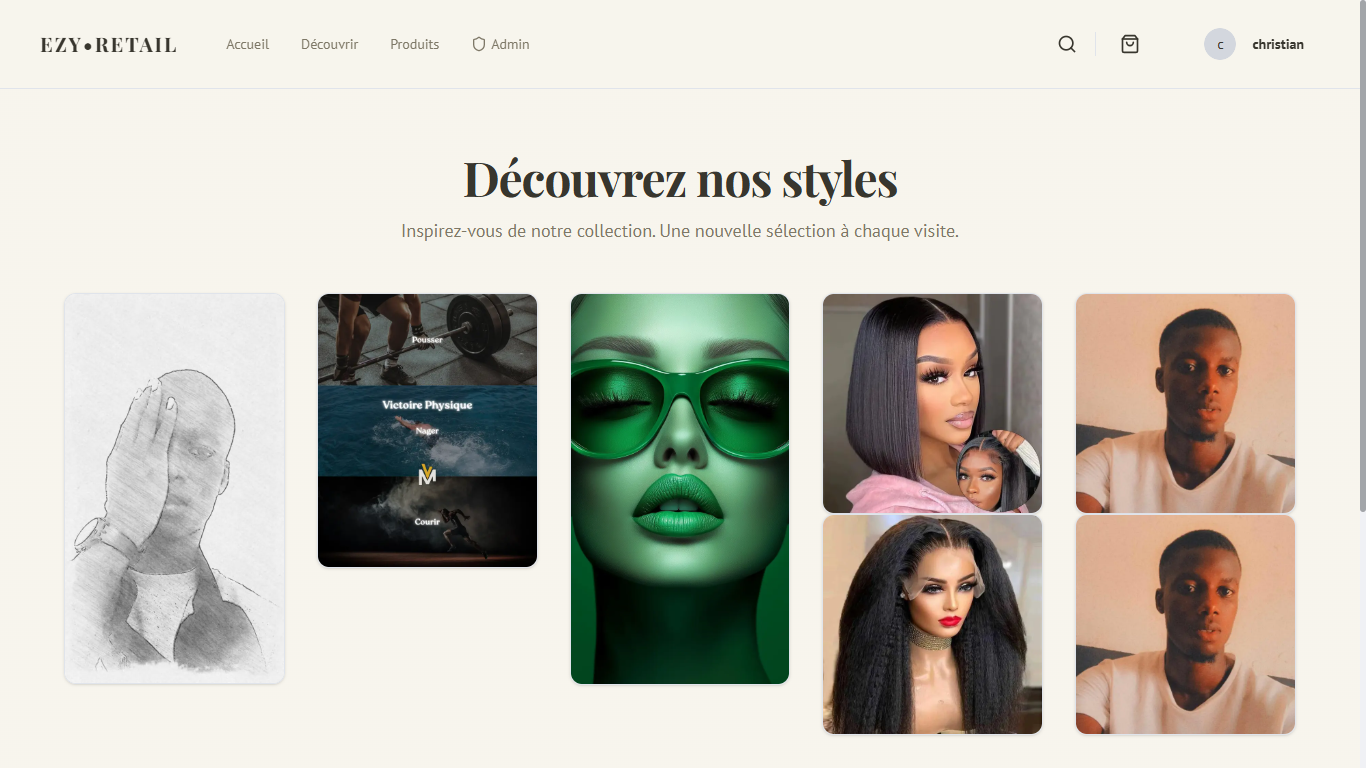 EZY•RETAIL
Accueil
Découvrir
Produits
Admin
c
christian
Découvrez nos styles
Inspirez-vous de notre collection. Une nouvelle sélection à chaque visite.
Pousser
Victoire Physique
Nager
VM
Courir